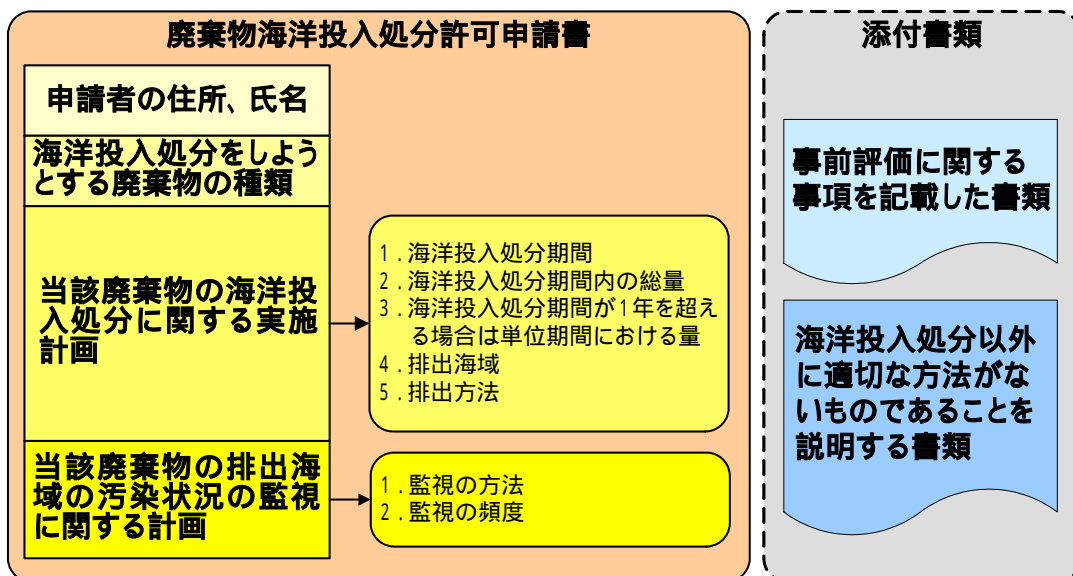 廃棄物海洋投入処分許可申請書
申請者の住所、氏名
海洋投入処分をしよう
とする廃棄物の種類
当該廃棄物の海洋投
入処分に関する実施
計画
1．海洋投入処分期間
2．海洋投入処分期間内の総量
3．海洋投入処分期間が1年を超え
る場合は単位期間における量
4．排出海域
5．排出方法
当該廃棄物の排出海
域の汚染状況の監視
に関する計画
1．監視の方法
2．監視の頻度
添付書類
事前評価に関する
事項を記載した書類
海洋投入処分以外
に適切な方法がな
いものであることを
説明する書類